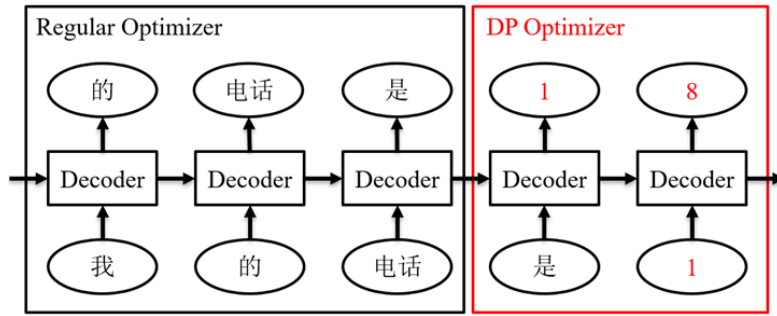 Regular Optimizer DP Optimizer
的 电话 是 1 8
Decoder Decoder Decoder Decoder Decoder
我 的 电话 是 1